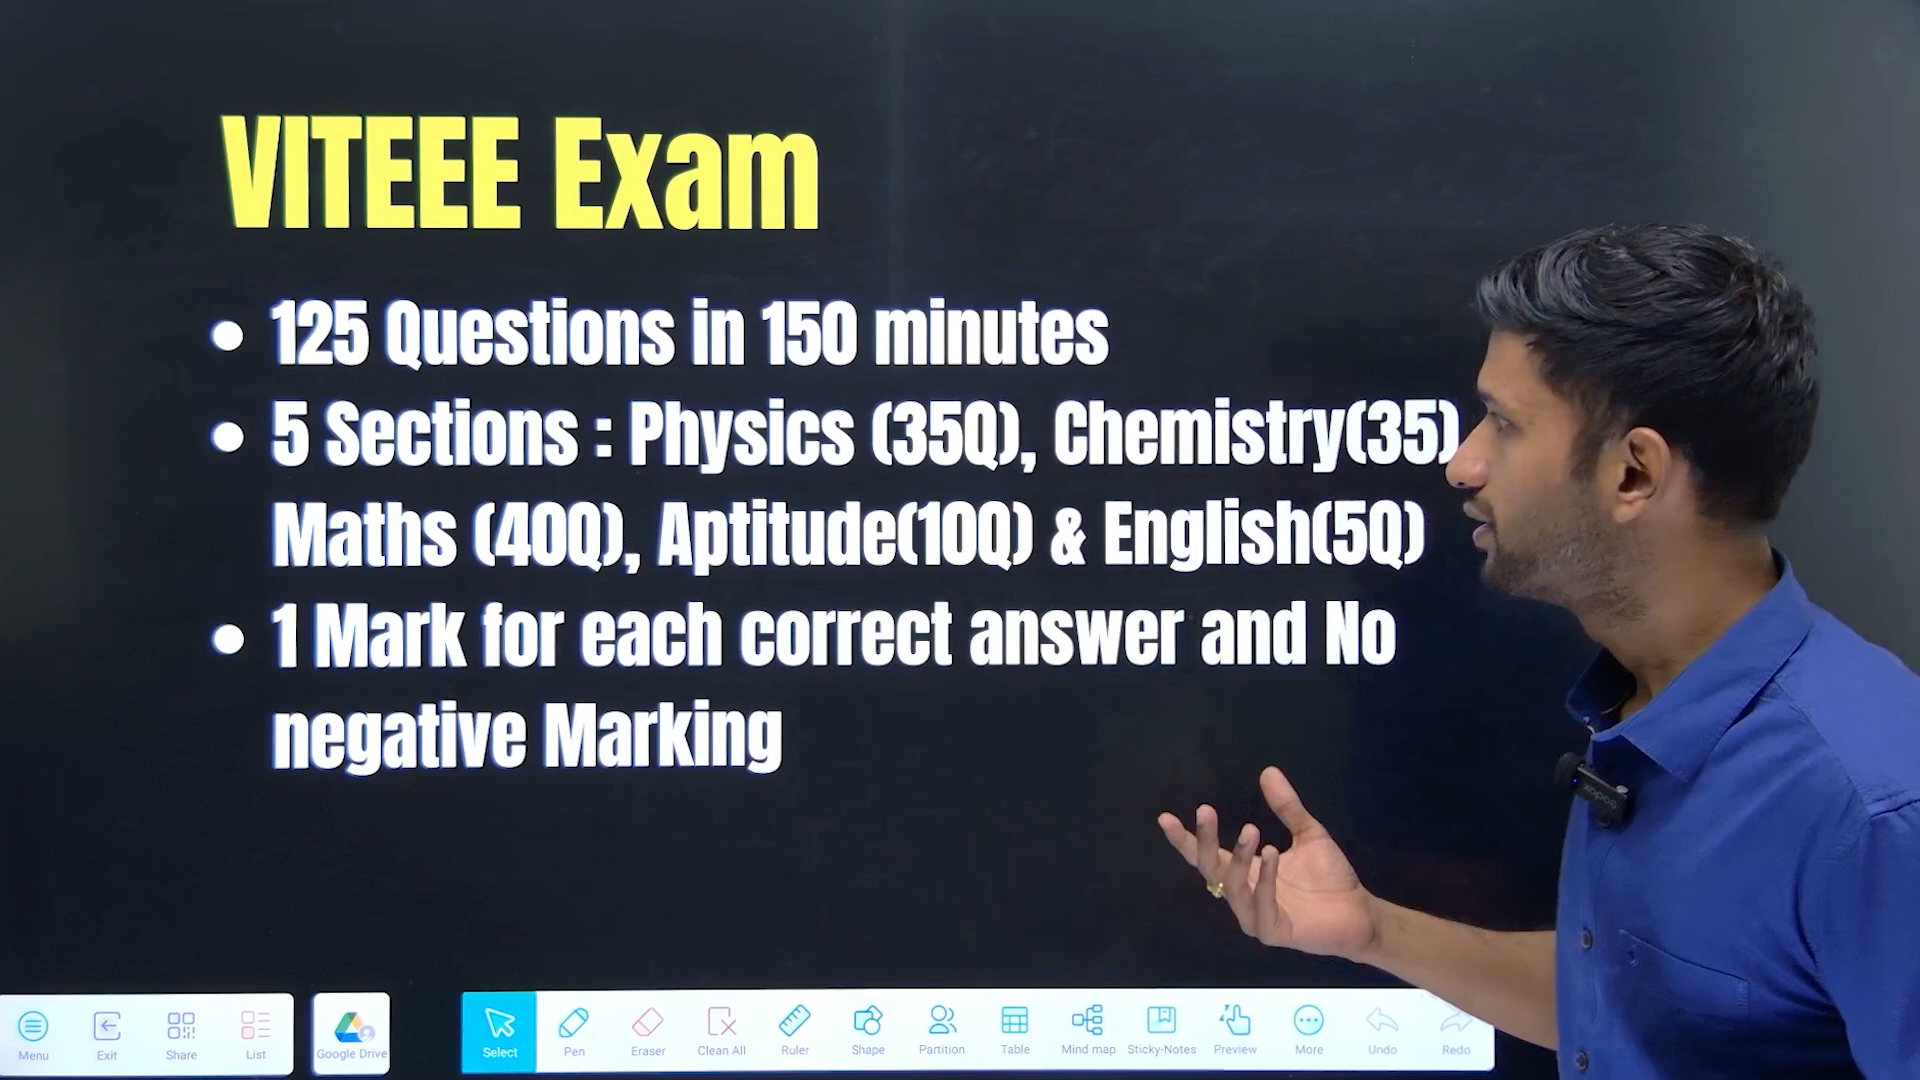 VITEEE Exam
• 125 Questions in 150 minutes
• 5 Sections : Physics (35Q), Chemistry(35)
Maths (40Q), Aptitude(10Q) & English(5Q)
• 1 Mark for each correct answer and No
negative Marking
Menu Exit Share List Google Drive Select Pen Eraser Clean All Ruler Shape Partition Table Mind map Sticky-Notes Preview More Undo Redo